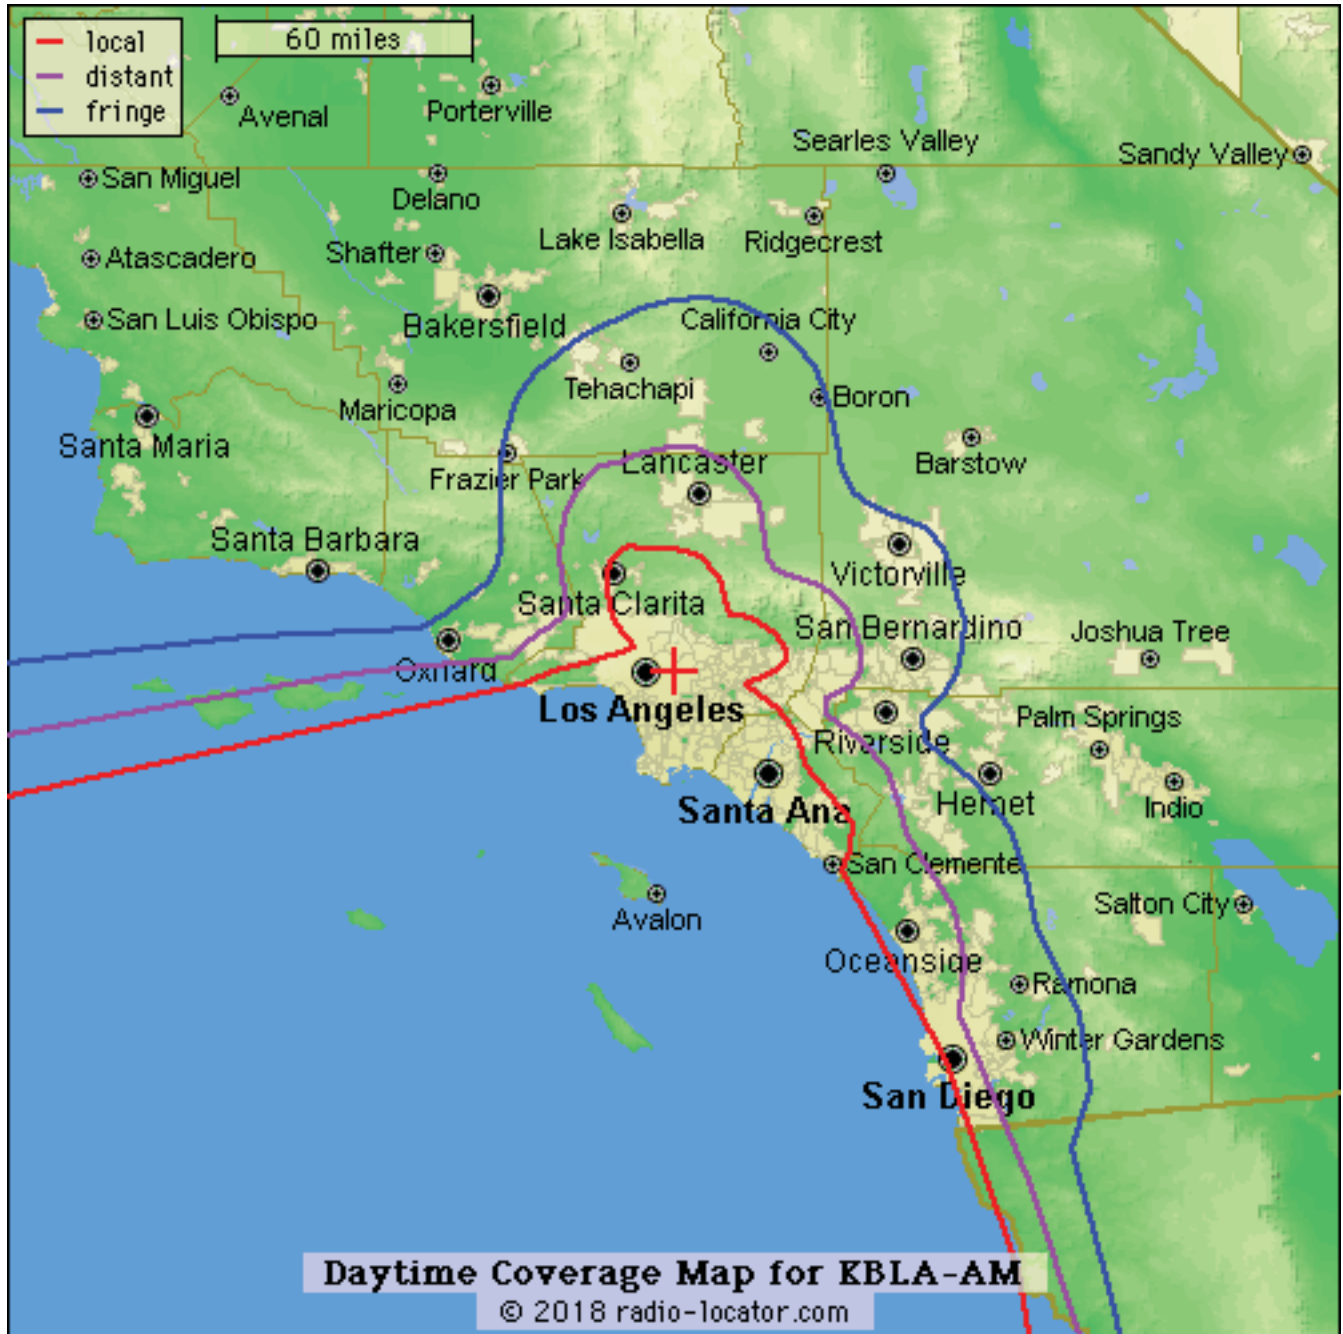 local
60 miles
distant
fringe
Avenal
Porterville
Searles Valley
Sandy Valley
San Miguel
Delano
Lake Isabella
Ridgecrest
Shafter
Atascadero
San Luis Obispo
Bakersfield
California City
Tehachapi
Boron
Maricopa
Santa Maria
Frazier Park
Lancaster
Barstow
Santa Barbara
Victorville
Santa Clarita
San Bernardino
Joshua Tree
Oxnard
Los Angeles
Palm Springs
Riverside
Hemet
Indio
Santa Ana
San Clemente
Avalon
Salton City
Oceanside
Ramona
Winter Gardens
San Diego
Daytime Coverage Map for KBLA-AM
© 2018 radio-locator.com